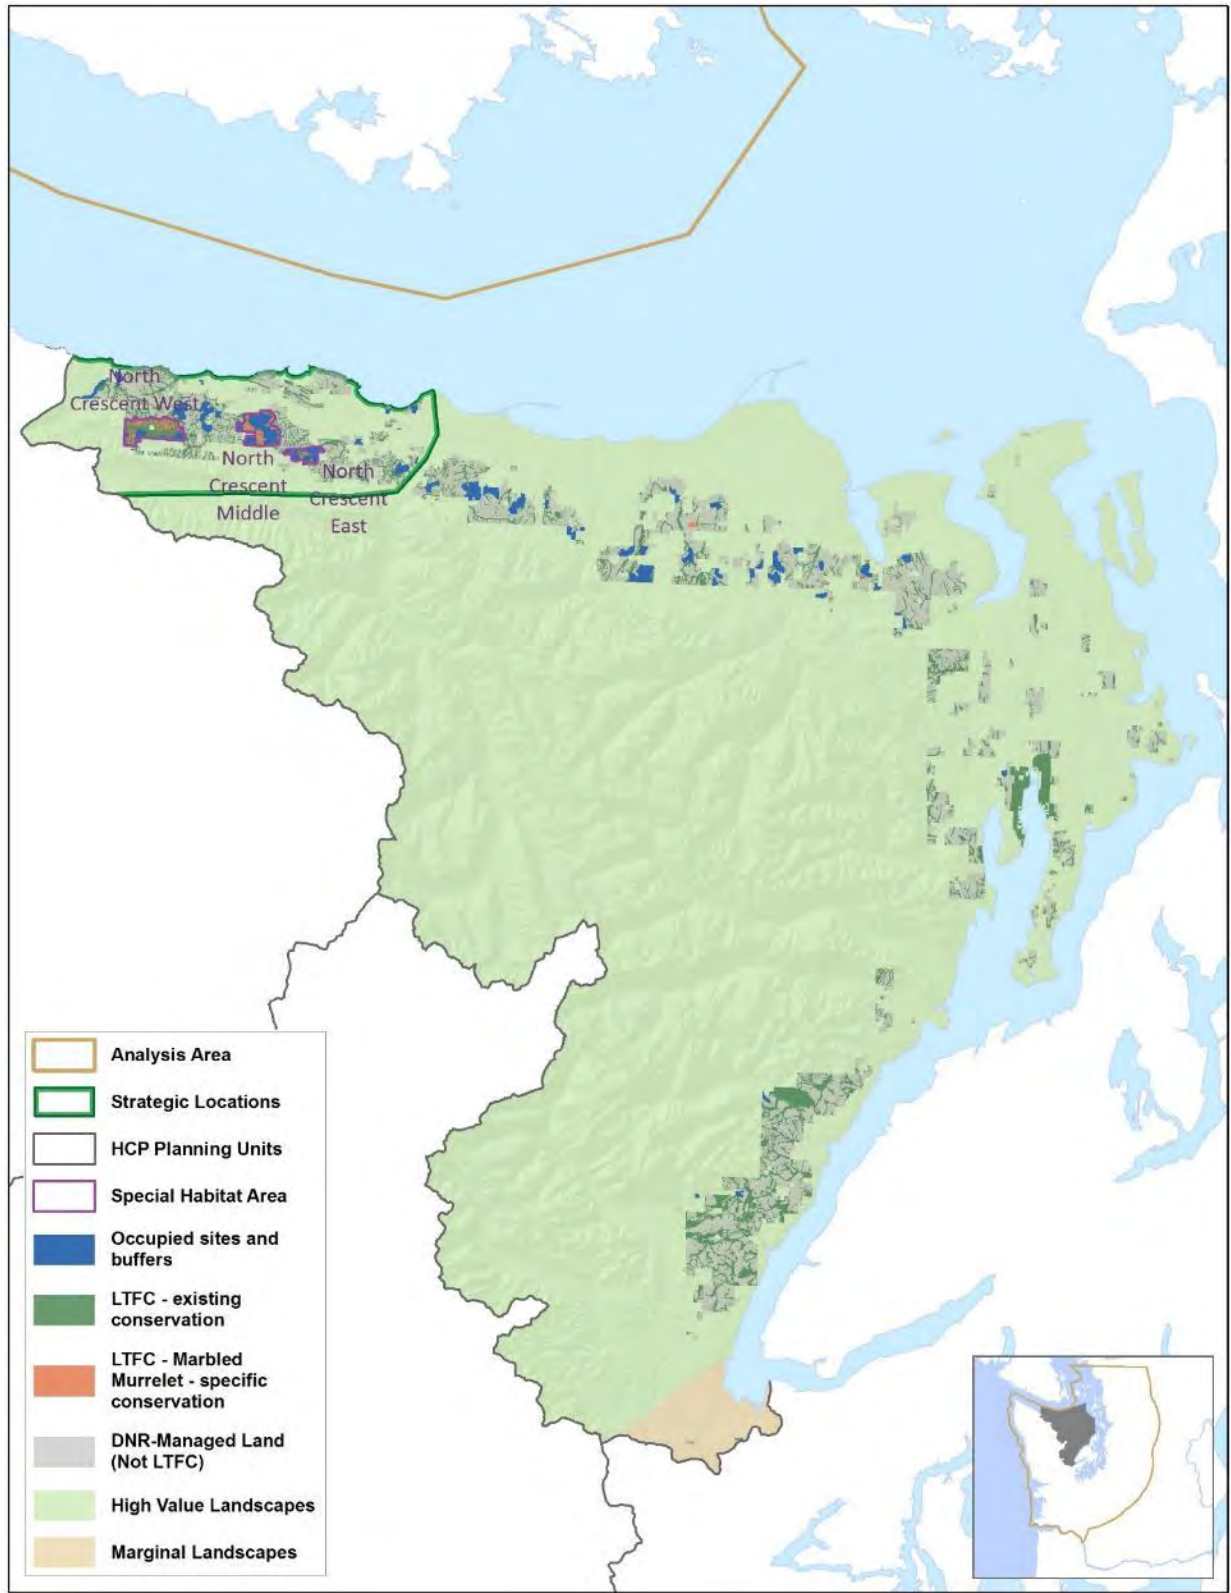 North
Crescent West
North
Crescent
Middle
North
Crescent
East
Analysis Area
Strategic Locations
HCP Planning Units
Special Habitat Area
Occupied sites and
buffers
LTFC - existing
conservation
LTFC - Marbled
Murrelet - specific
conservation
DNR-Managed Land
(Not LTFC)
High Value Landscapes
Marginal Landscapes